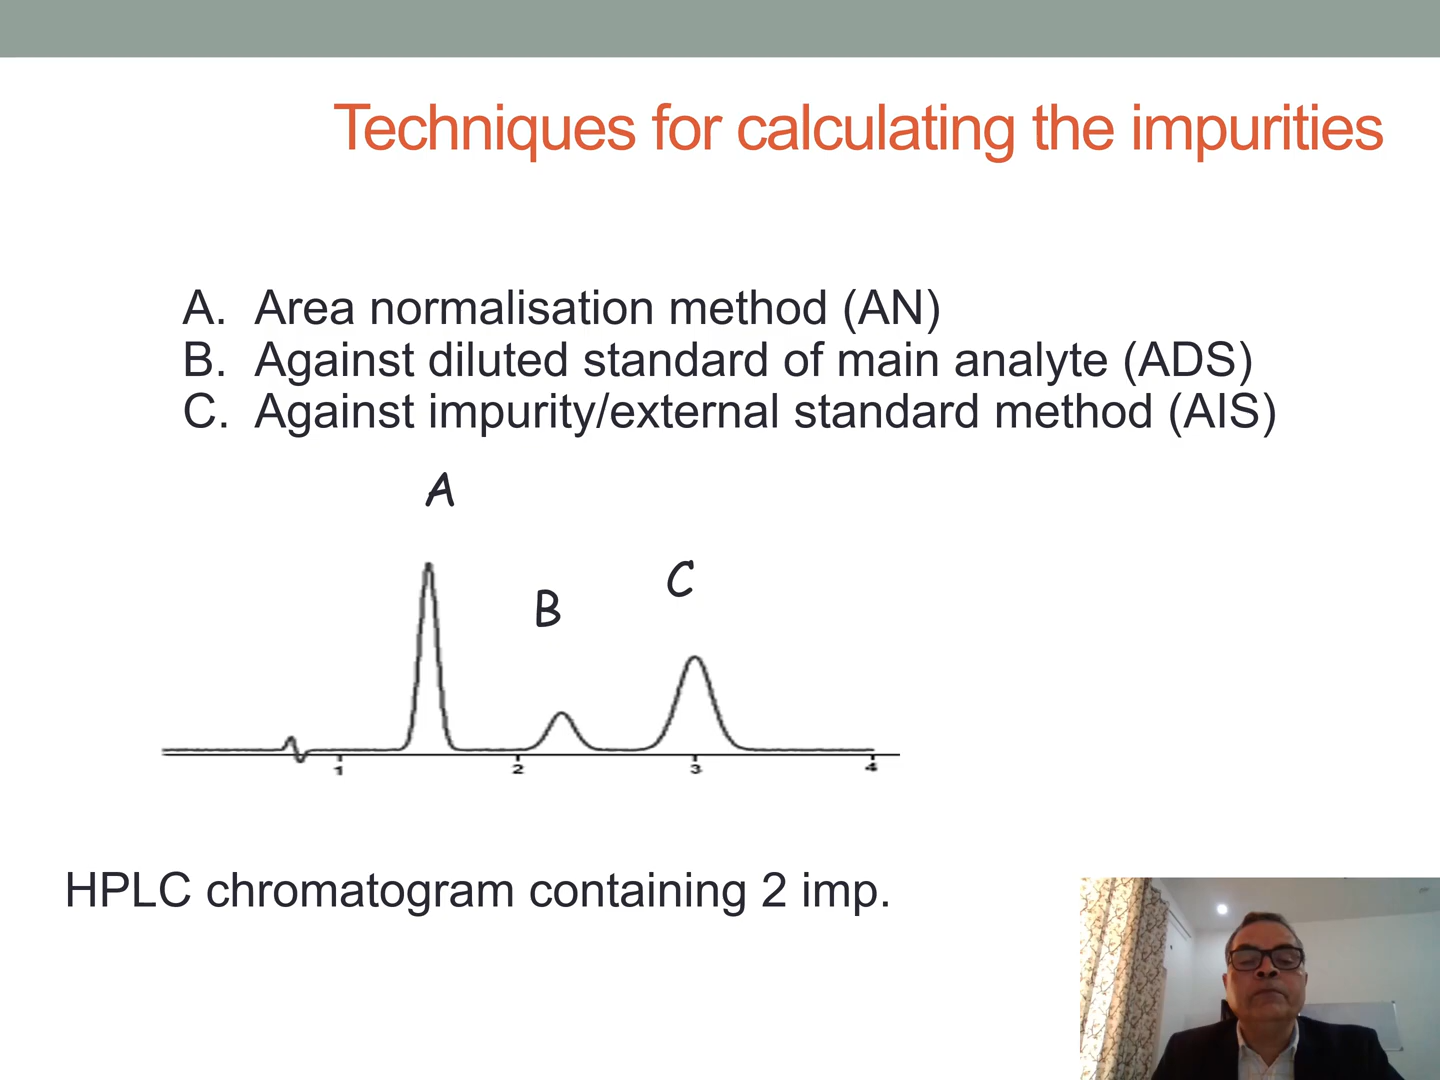 Techniques for calculating the impurities
A. Area normalisation method (AN)
B. Against diluted standard of main analyte (ADS)
C. Against impurity/external standard method (AIS)
A
B
C
1 2 3 4
HPLC chromatogram containing 2 imp.